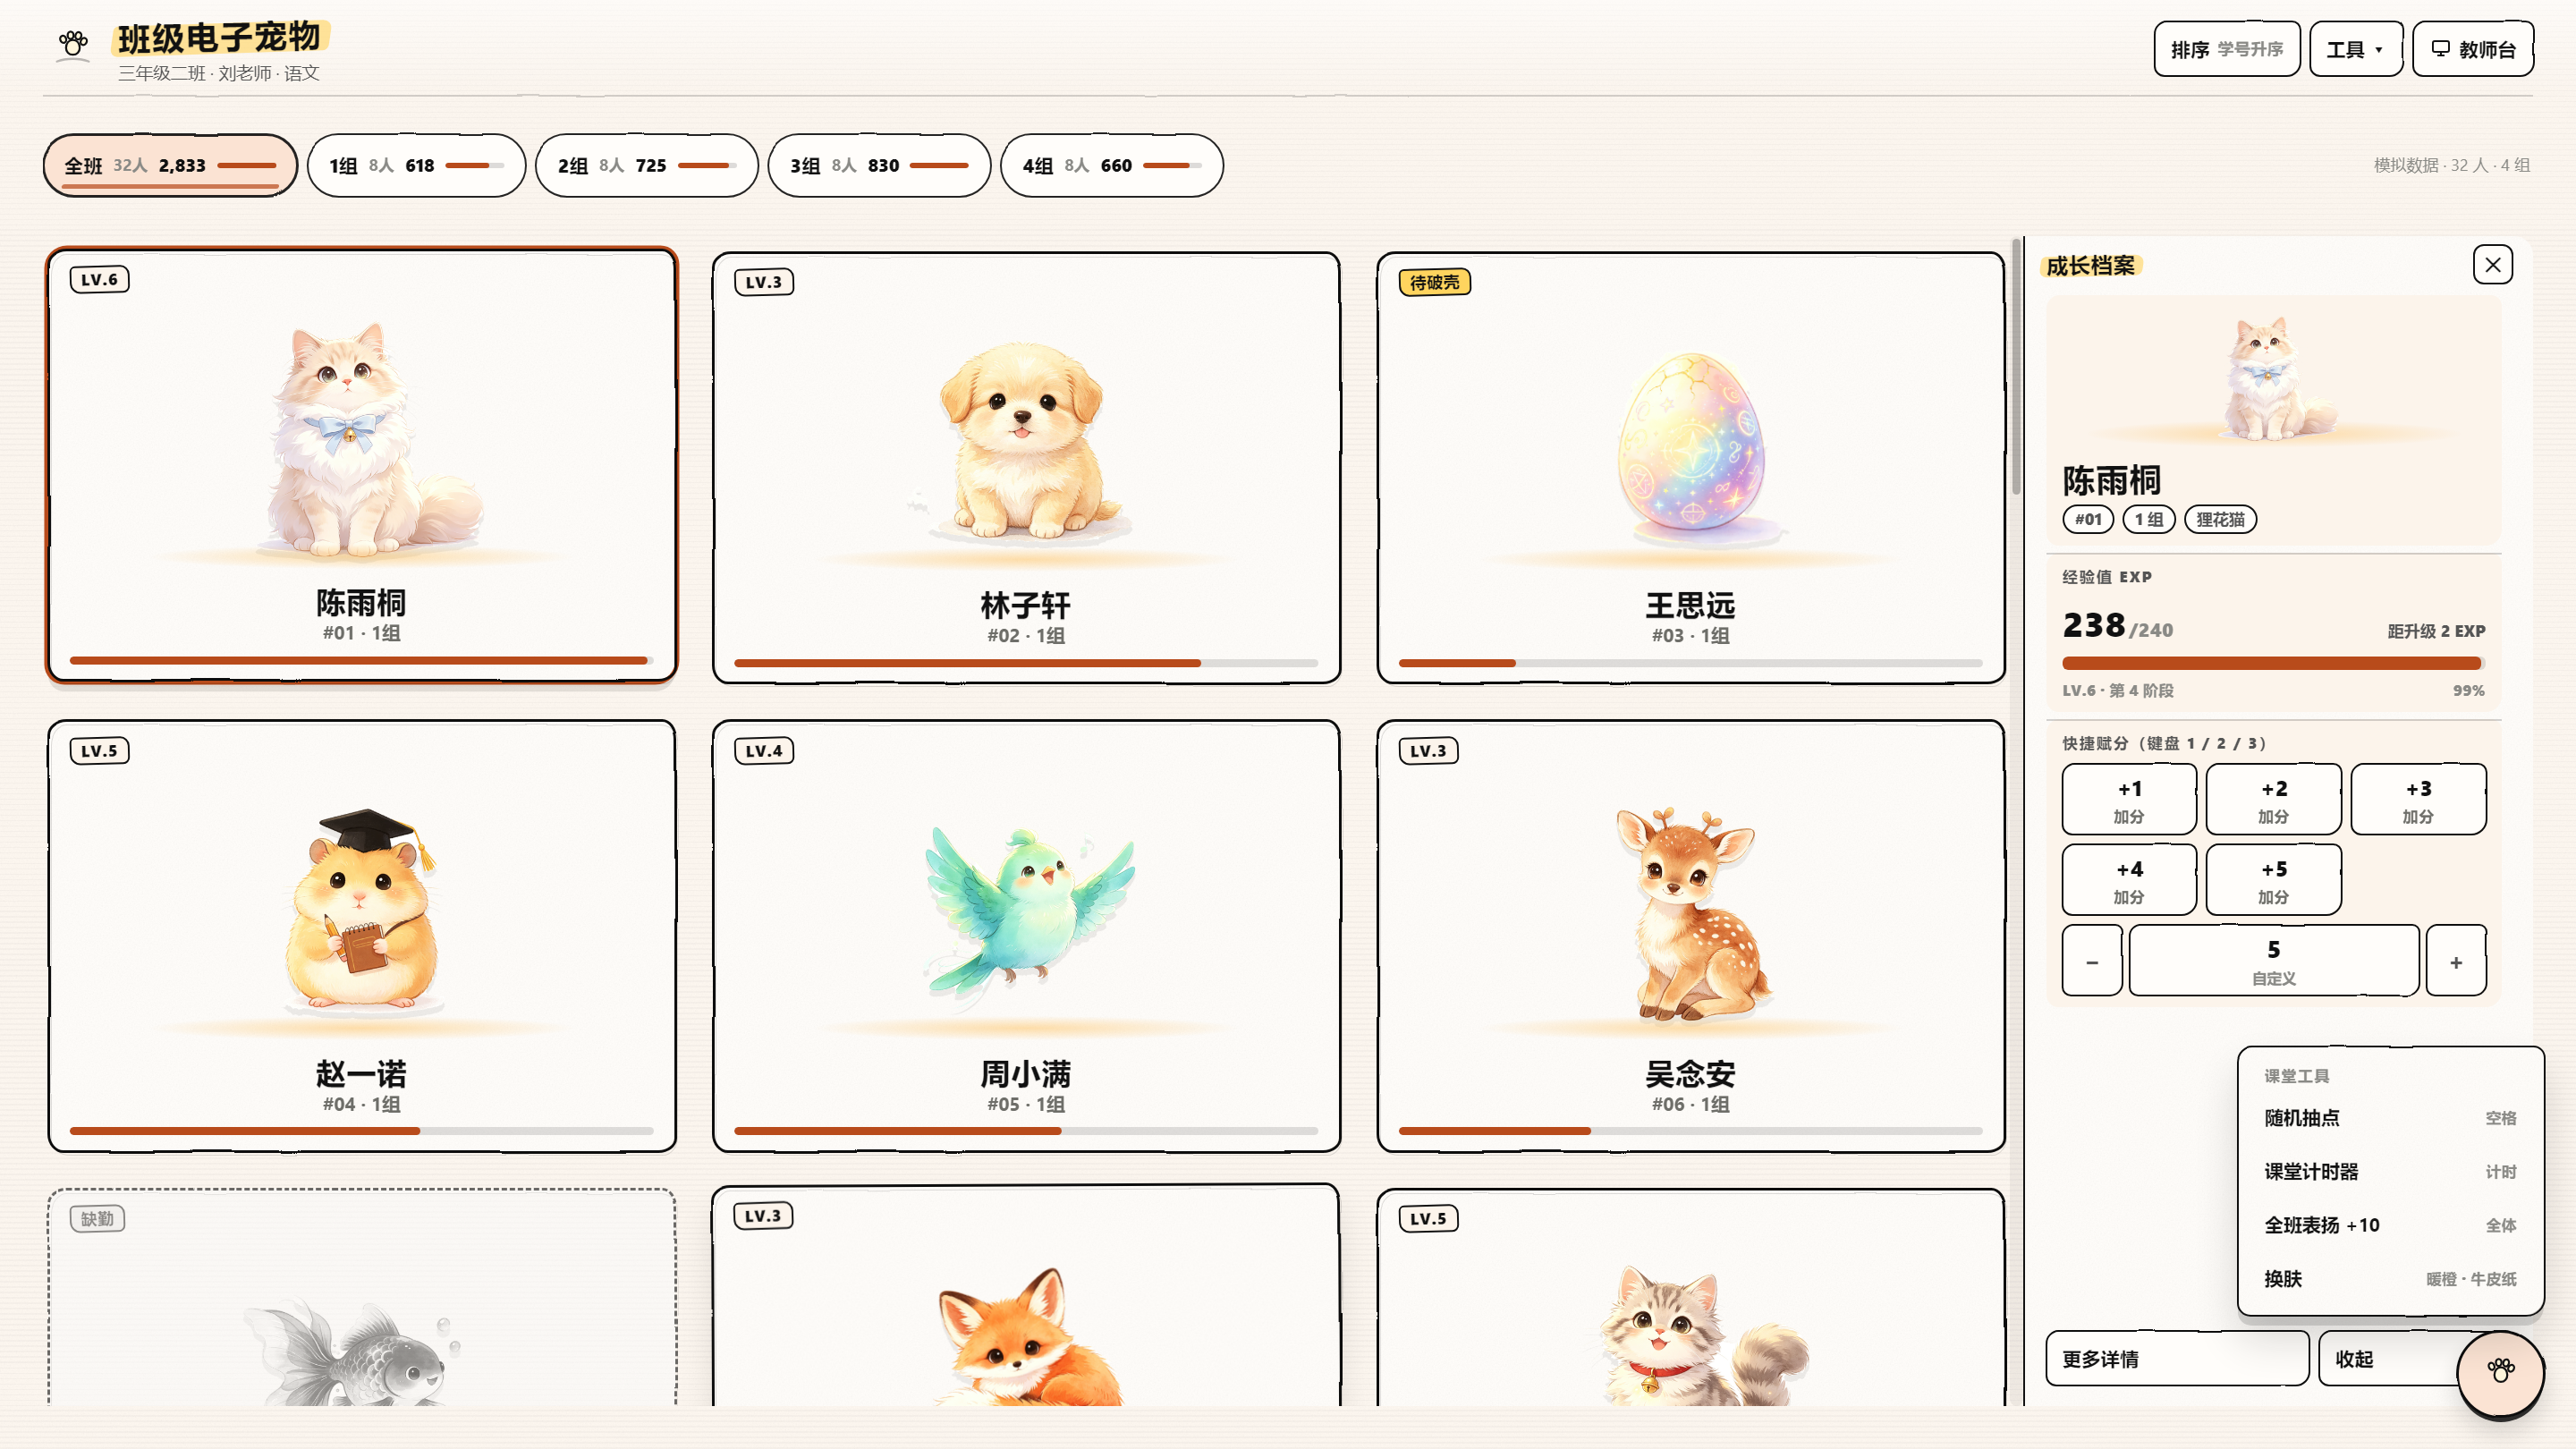 班级电子宠物
三年级二班 · 刘老师 · 语文
排序 学号升序
工具 ▾
教师台
全班 32人 2,833
1组 8人 618
2组 8人 725
3组 8人 830
4组 8人 660
模拟数据 · 32 人 · 4 组
LV.6
陈雨桐
#01 · 1组
LV.3
林子轩
#02 · 1组
待破壳
王思远
#03 · 1组
LV.5
赵一诺
#04 · 1组
LV.4
周小满
#05 · 1组
LV.3
吴念安
#06 · 1组
缺勤
LV.3
LV.5
成长档案
陈雨桐
#01
1 组
狸花猫
经验值 EXP
238/240
距升级 2 EXP
LV.6 · 第 4 阶段
99%
快捷赋分（键盘 1 / 2 / 3）
+1
加分
+2
加分
+3
加分
+4
加分
+5
加分
−
5
自定义
+
课堂工具
随机抽点 空格
课堂计时器 计时
全班表扬 +10 全体
换肤 暖橙 · 牛皮纸
更多详情
收起